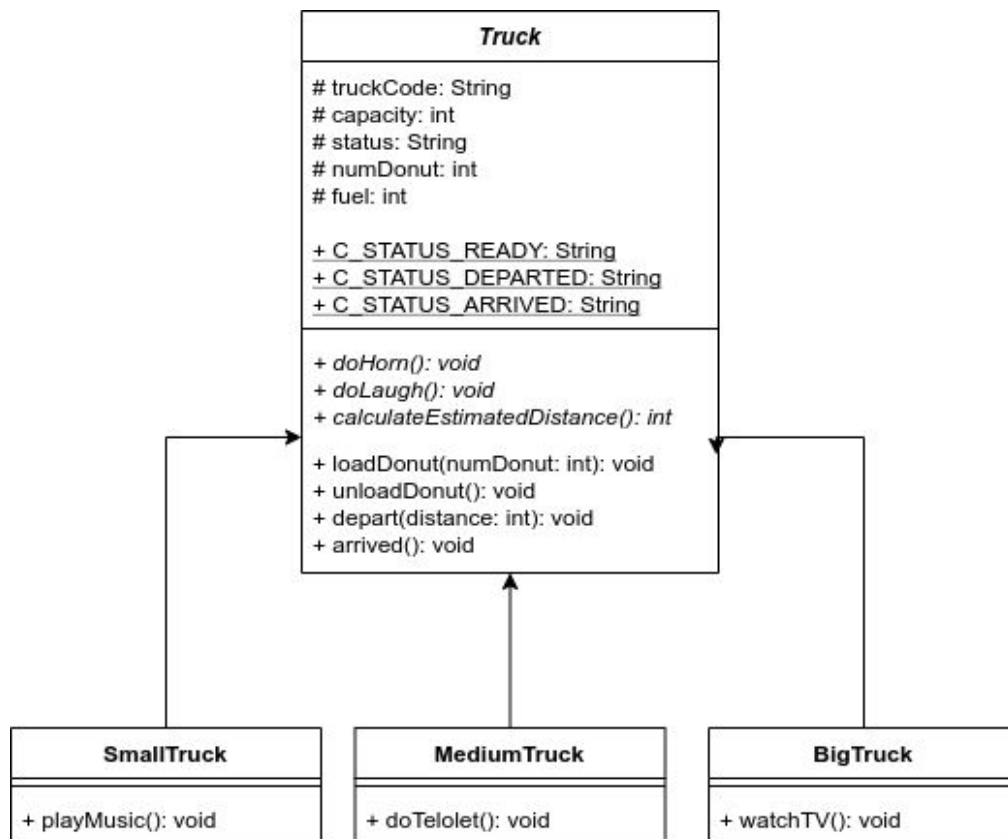 Truck
# truckCode: String
# capacity: int
# status: String
# numDonut: int
# fuel: int
+ C_STATUS_READY: String
+ C_STATUS_DEPARTED: String
+ C_STATUS_ARRIVED: String
+ doHorn(): void
+ doLaugh(): void
+ calculateEstimatedDistance(): int
+ loadDonut(numDonut: int): void
+ unloadDonut(): void
+ depart(distance: int): void
+ arrived(): void
SmallTruck
+ playMusic(): void
MediumTruck
+ doTelolet(): void
BigTruck
+ watchTV(): void